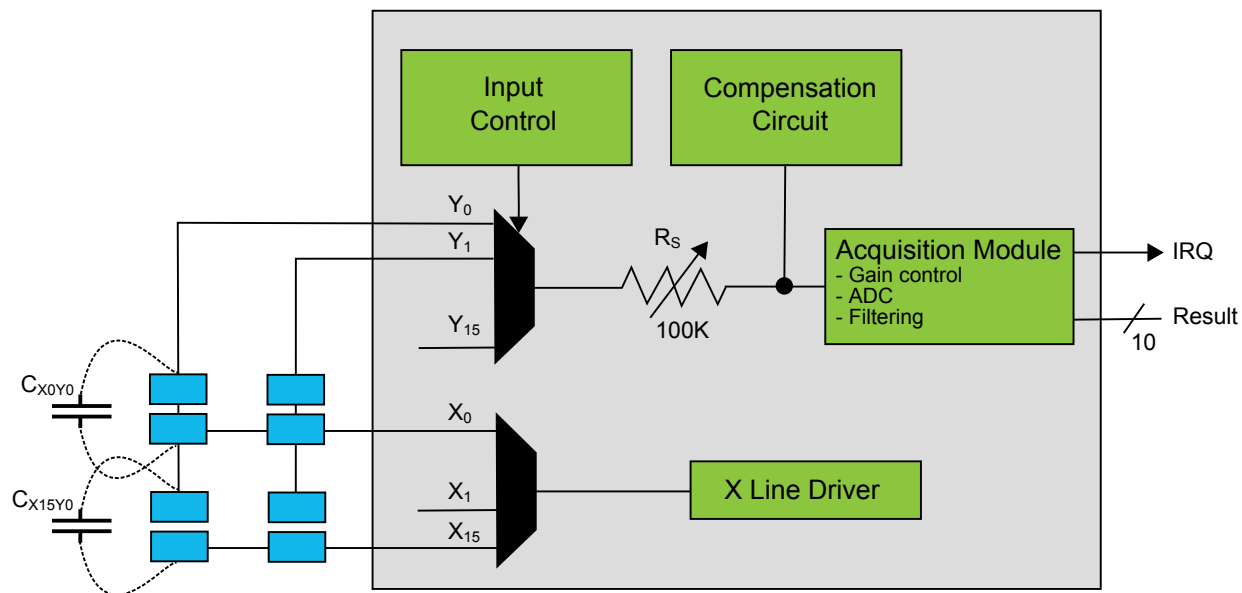 Input
Control
Compensation
Circuit
Y0
Y1
RS
Acquisition Module
- Gain control
- ADC
- Filtering
IRQ
Result
10
Y15
100K
CX0Y0
X0
CX15Y0
X1
X Line Driver
X15